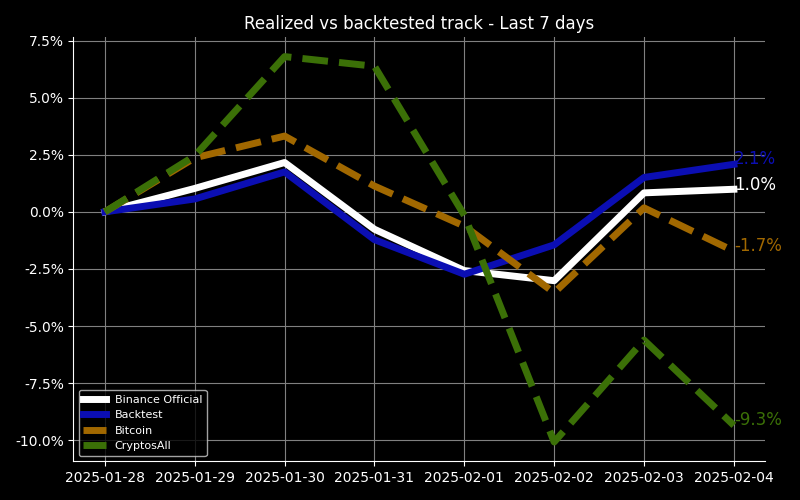 Realized vs backtested track - Last 7 days
7.5%
5.0%
2.5%
0.0%
-2.5%
-5.0%
-7.5%
-10.0%
2.1%
1.0%
-1.7%
-9.3%
Binance Official
Backtest
Bitcoin
CryptosAll
2025-01-28 2025-01-29 2025-01-30 2025-01-31 2025-02-01 2025-02-02 2025-02-03 2025-02-04